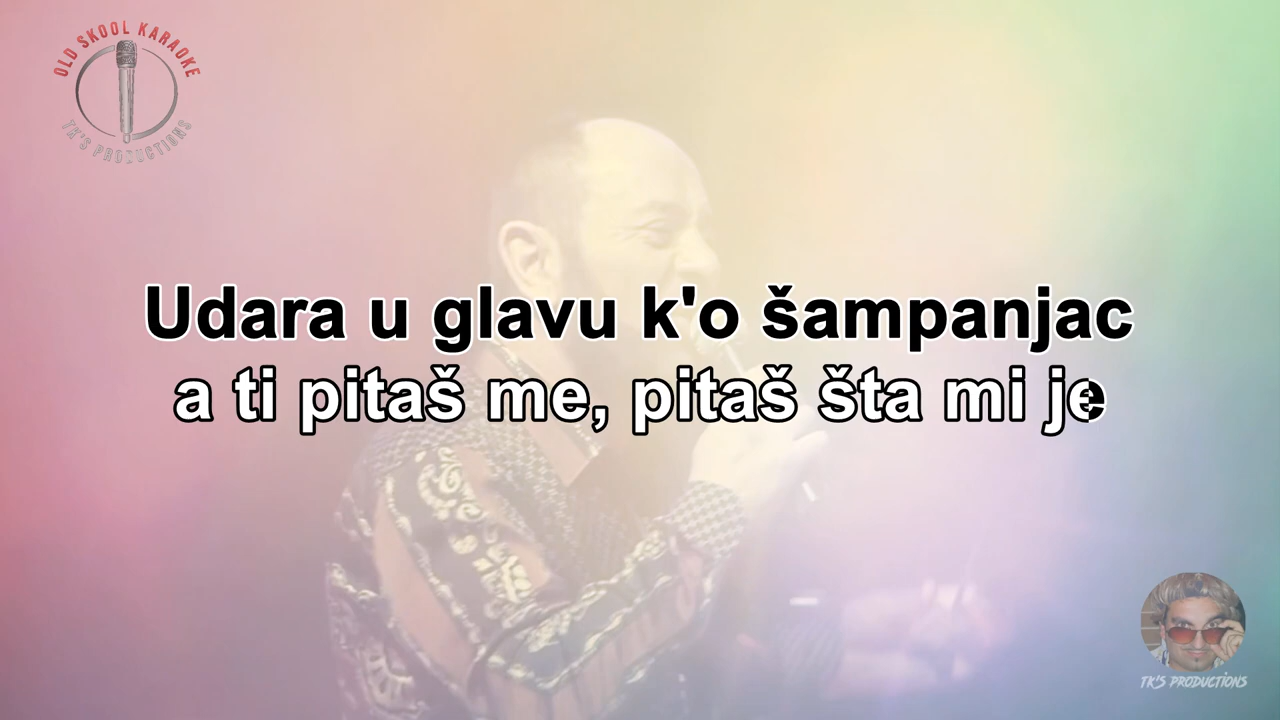 OLD SKOOL KARAOKE
TK'S PRODUCTIONS
Udara u glavu k'o šampanjac
a ti pitaš me, pitaš šta mi je
TK'S PRODUCTIONS